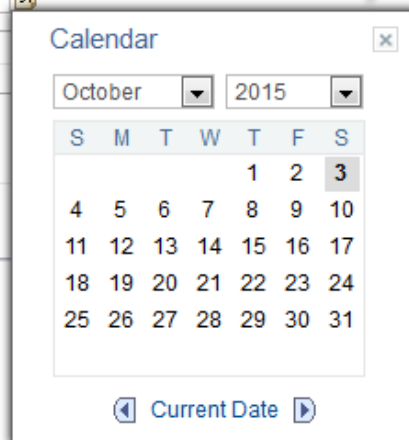 Calendar
October 2015
S M T W T F S
1 2 3
4 5 6 7 8 9 10
11 12 13 14 15 16 17
18 19 20 21 22 23 24
25 26 27 28 29 30 31
Current Date